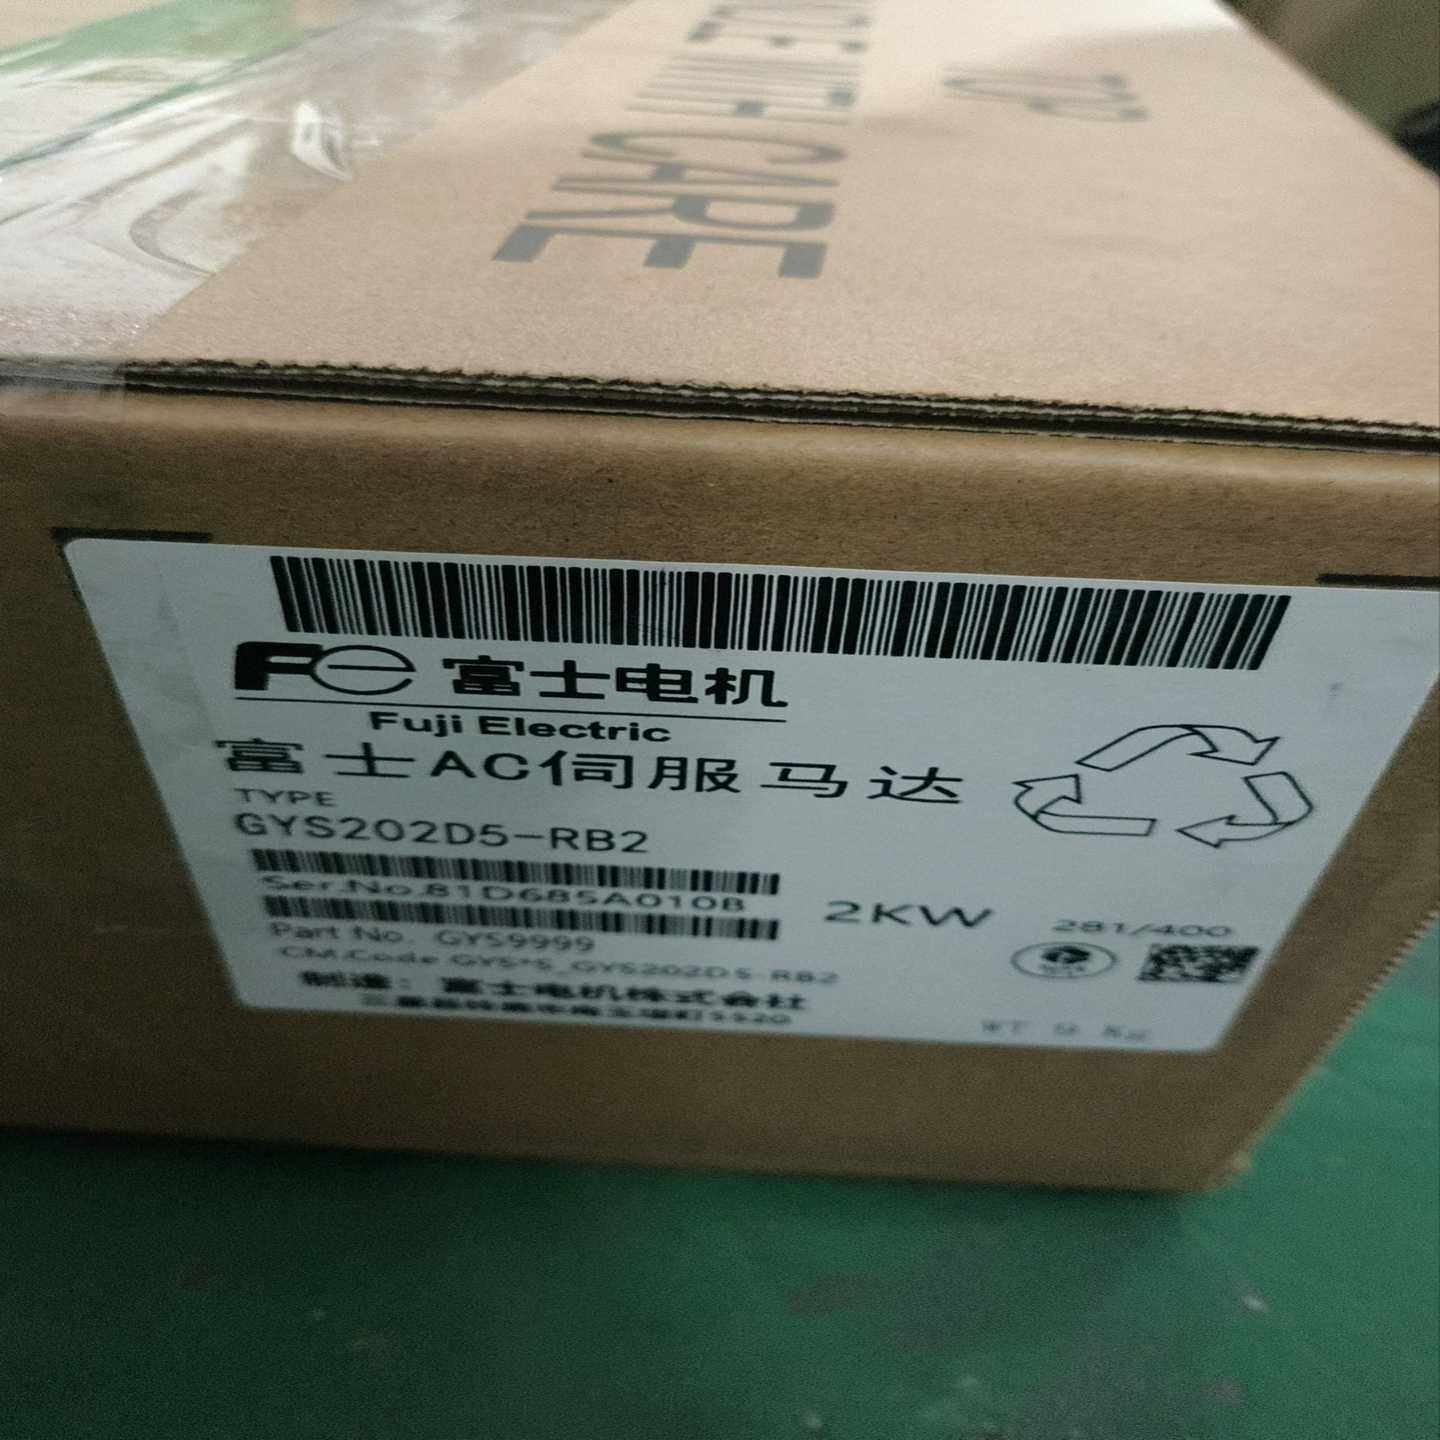 TOP
WITH CARE
Fe 富士电机
Fuji Electric
富士AC伺服马达
TYPE
GYS202D5-RB2
Ser.No.81D685A010B
2KW
281/400
Part No. GYS9999
CM.Code GYS*S_GYS202D5-RB2
制造：富士电机株式会社